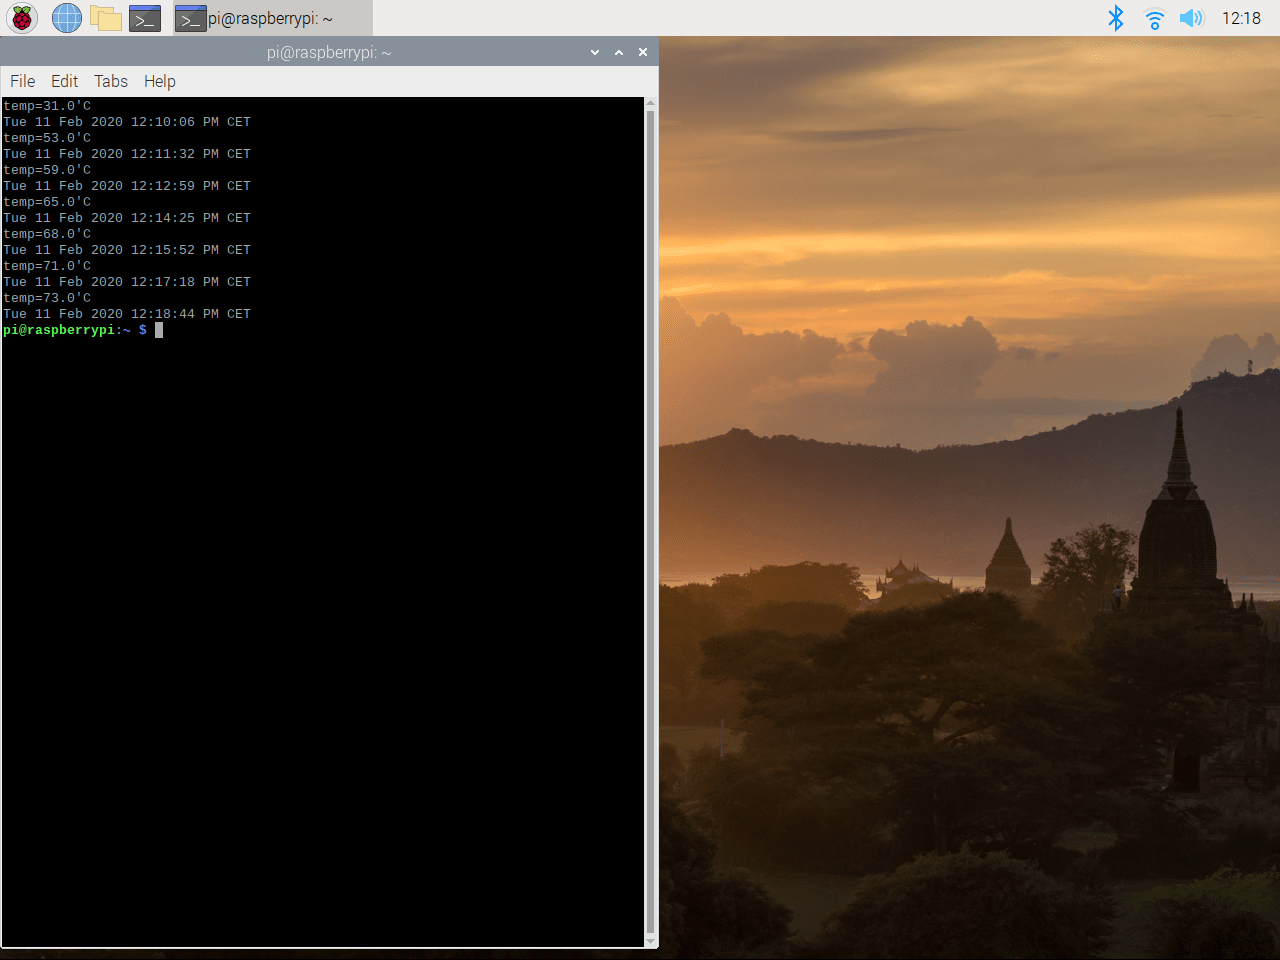 pi@raspberrypi: ~
12:18
pi@raspberrypi: ~
File Edit Tabs Help
temp=31.0'C
Tue 11 Feb 2020 12:10:06 PM CET
temp=53.0'C
Tue 11 Feb 2020 12:11:32 PM CET
temp=59.0'C
Tue 11 Feb 2020 12:12:59 PM CET
temp=65.0'C
Tue 11 Feb 2020 12:14:25 PM CET
temp=68.0'C
Tue 11 Feb 2020 12:15:52 PM CET
temp=71.0'C
Tue 11 Feb 2020 12:17:18 PM CET
temp=73.0'C
Tue 11 Feb 2020 12:18:44 PM CET
pi@raspberrypi:~ $